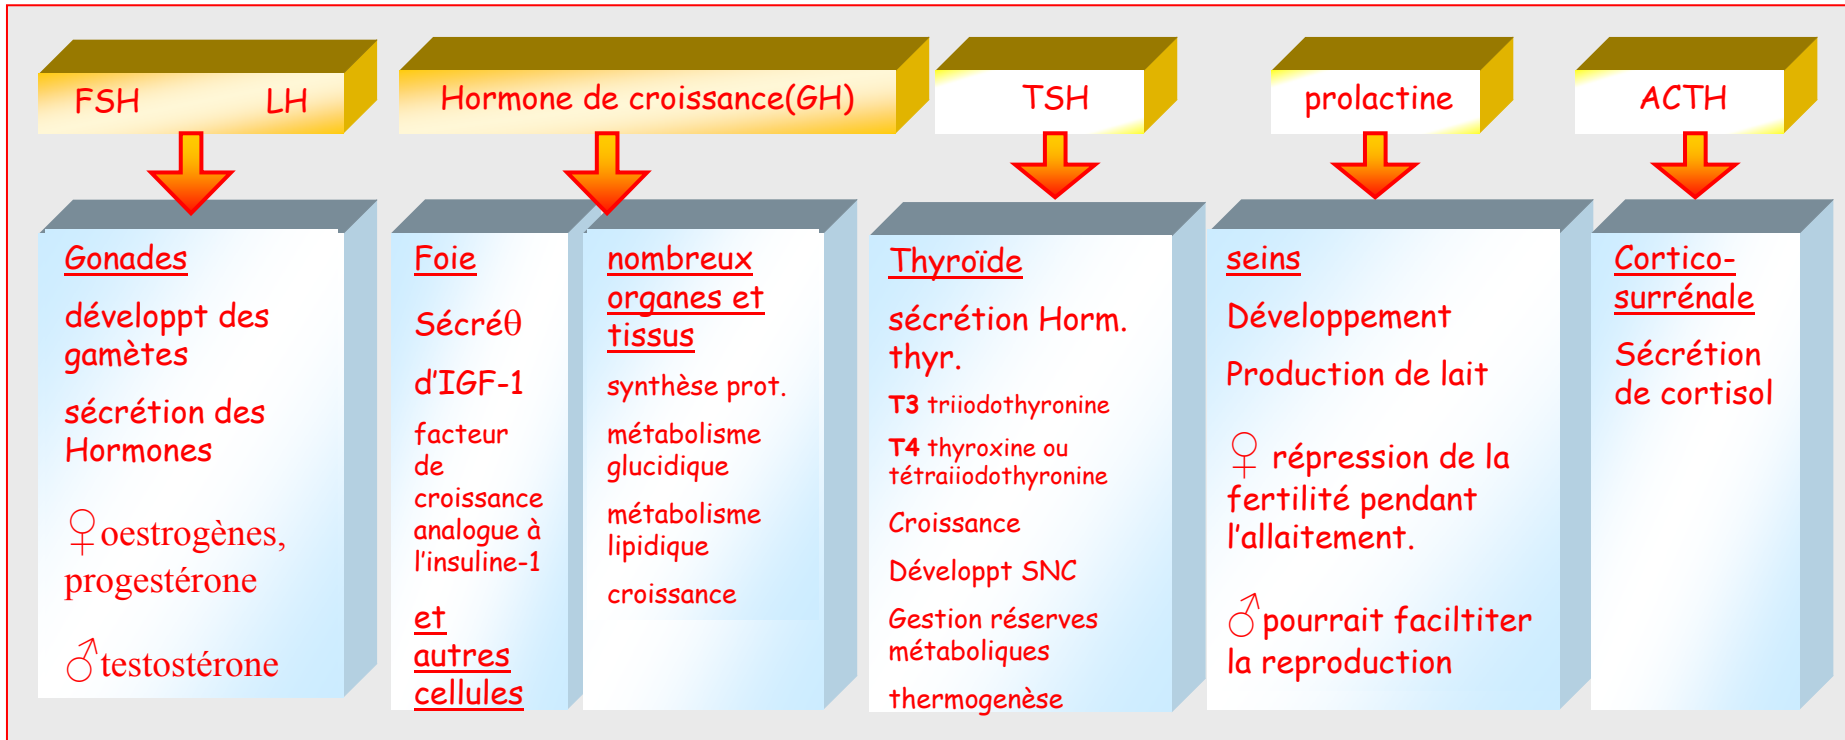 FSH LH
Hormone de croissance(GH)
TSH
prolactine
ACTH
Gonades
développt des
gamètes
sécrétion des
Hormones
♀oestrogènes,
progestérone
♂testostérone
Foie
Sécréθ
d'IGF-1
facteur
de
croissance
analogue à
l'insuline-1
et
autres
cellules
nombreux
organes et
tissus
synthèse prot.
métabolisme
glucidique
métabolisme
lipidique
croissance
Thyroïde
sécrétion Horm.
thyr.
T3 triiodothyronine
T4 thyroxine ou
tétraiiodothyronine
Croissance
Développt SNC
Gestion réserves
métaboliques
thermogenèse
seins
Développement
Production de lait
♀ répression de la
fertilité pendant
l'allaitement.
♂pourrait faciltiter
la reproduction
Cortico-
surrénale
Sécrétion
de cortisol